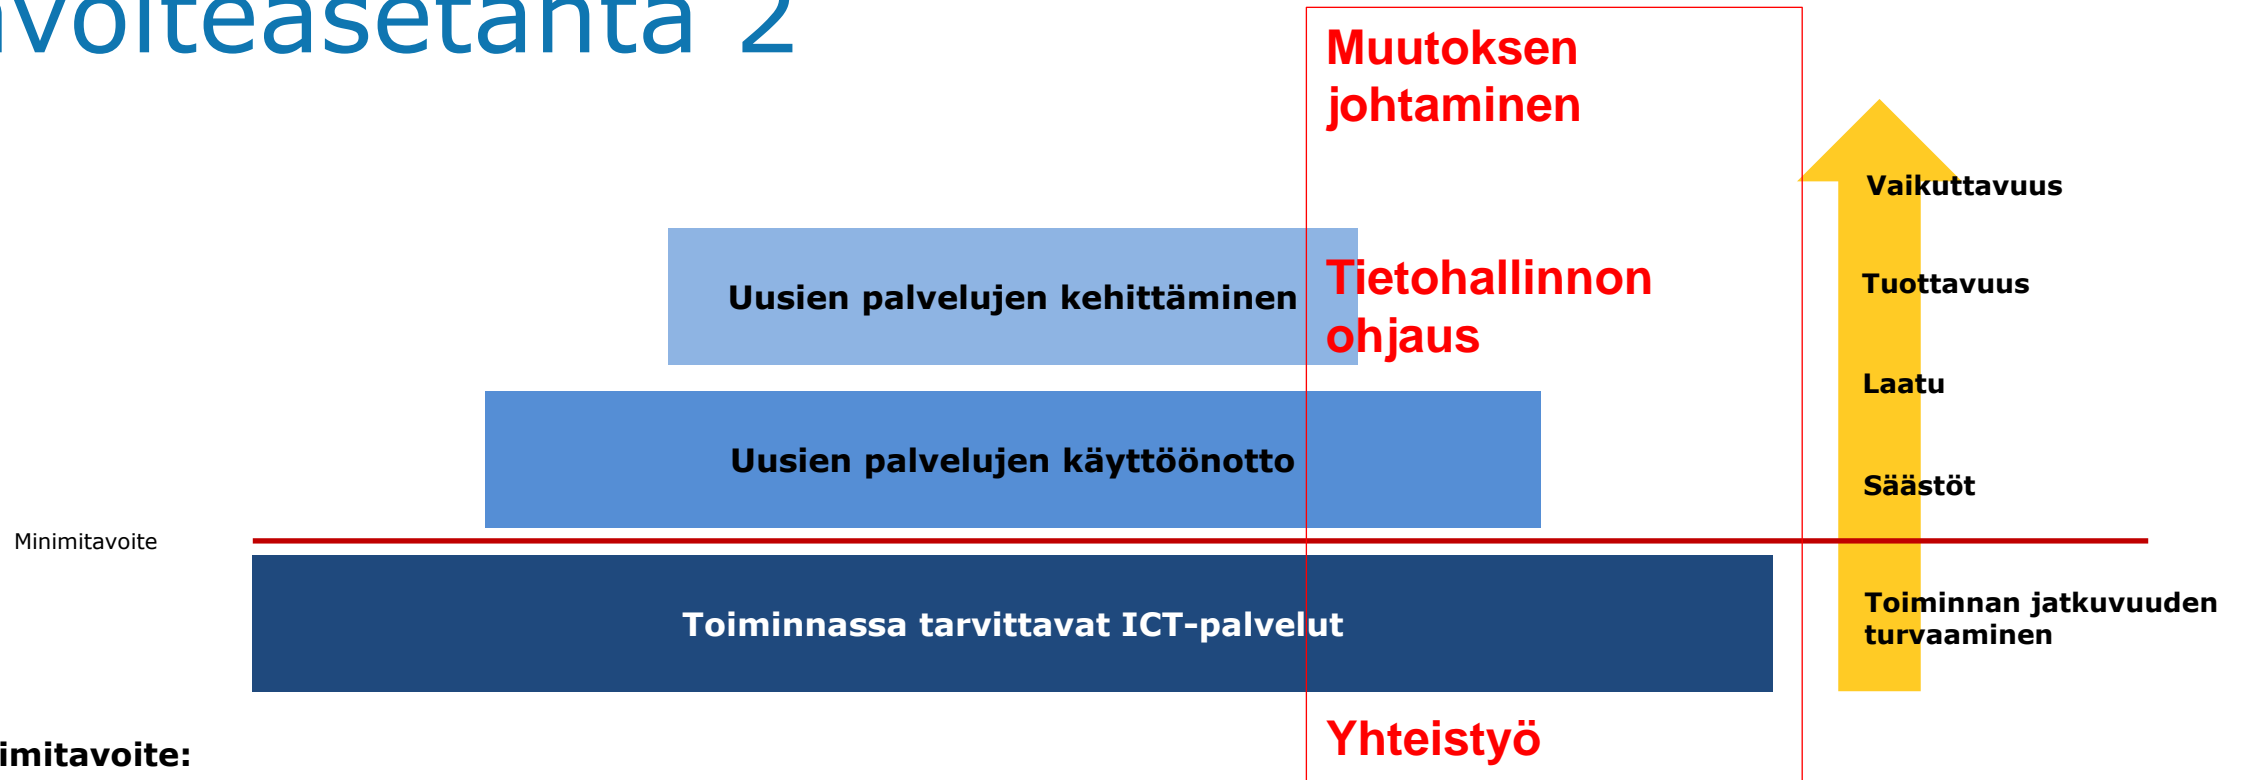 avoiteasetanta 2
Muutoksen
johtaminen
Vaikuttavuus
Uusien palvelujen kehittäminen
Tietohallinnon
ohjaus
Tuottavuus
Laatu
Uusien palvelujen käyttöönotto
Säästöt
Minimitavoite
Toiminnassa tarvittavat ICT-palvelut
Toiminnan jatkuvuuden
turvaaminen
Yhteistyö
imitavoite: